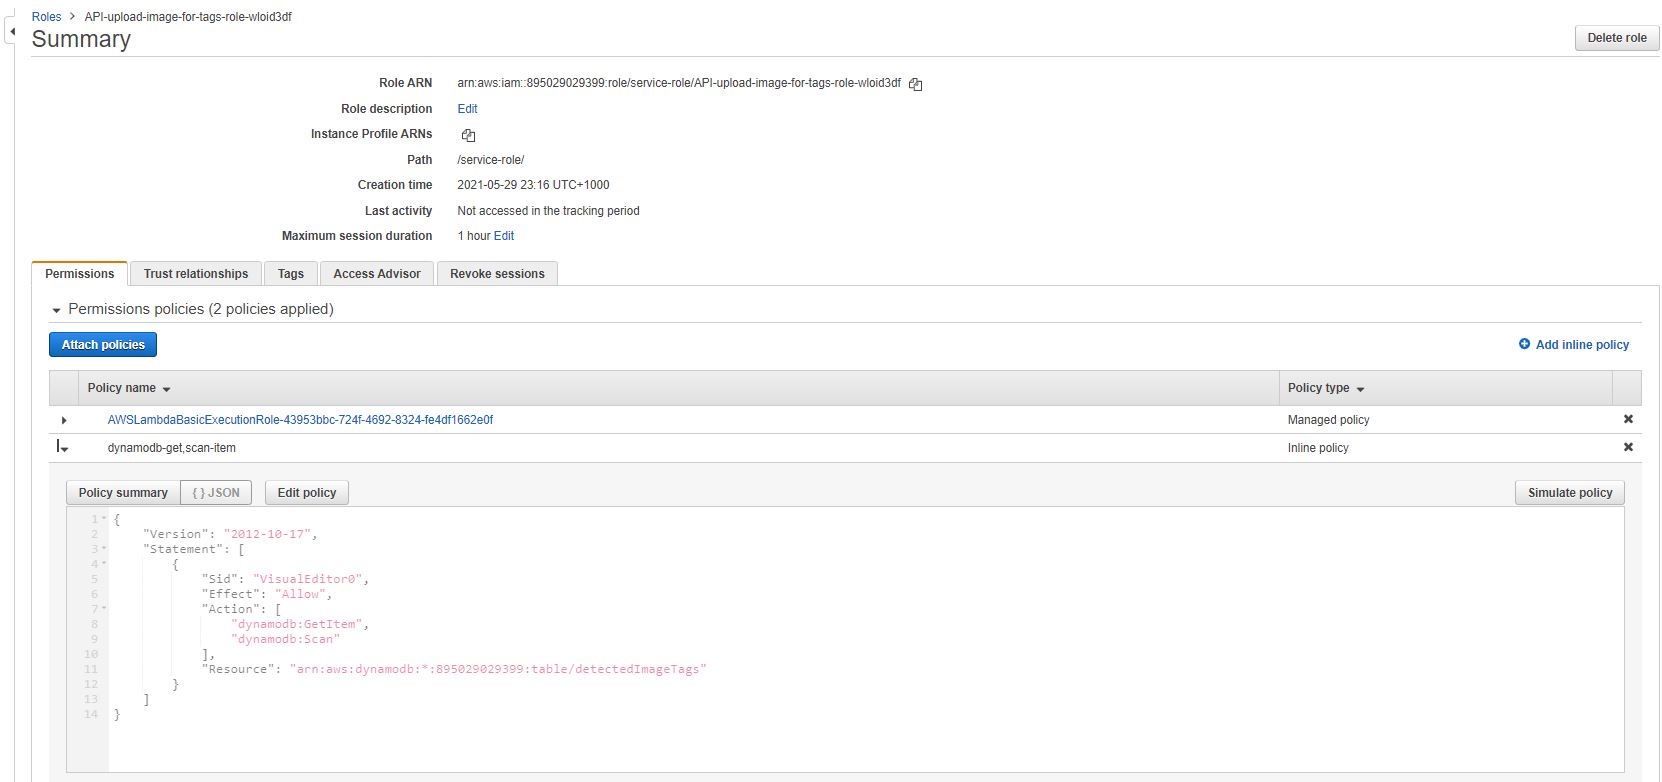 Roles > API-upload-image-for-tags-role-wloid3df
Summary
Delete role
Role ARN arn:aws:iam::895029029399:role/service-role/API-upload-image-for-tags-role-wloid3df
Role description Edit
Instance Profile ARNs
Path /service-role/
Creation time 2021-05-29 23:16 UTC+1000
Last activity Not accessed in the tracking period
Maximum session duration 1 hour Edit
Permissions Trust relationships Tags Access Advisor Revoke sessions
Permissions policies (2 policies applied)
Attach policies Add inline policy
Policy name Policy type
AWSLambdaBasicExecutionRole-43953bbc-724f-4692-8324-fe4df1662e0f Managed policy
dynamodb-get,scan-item Inline policy
Policy summary { } JSON Edit policy Simulate policy
1 {
2 "Version": "2012-10-17",
3 "Statement": [
4 {
5 "Sid": "VisualEditor0",
6 "Effect": "Allow",
7 "Action": [
8 "dynamodb:GetItem",
9 "dynamodb:Scan"
10 ],
11 "Resource": "arn:aws:dynamodb:*:895029029399:table/detectedImageTags"
12 }
13 ]
14 }